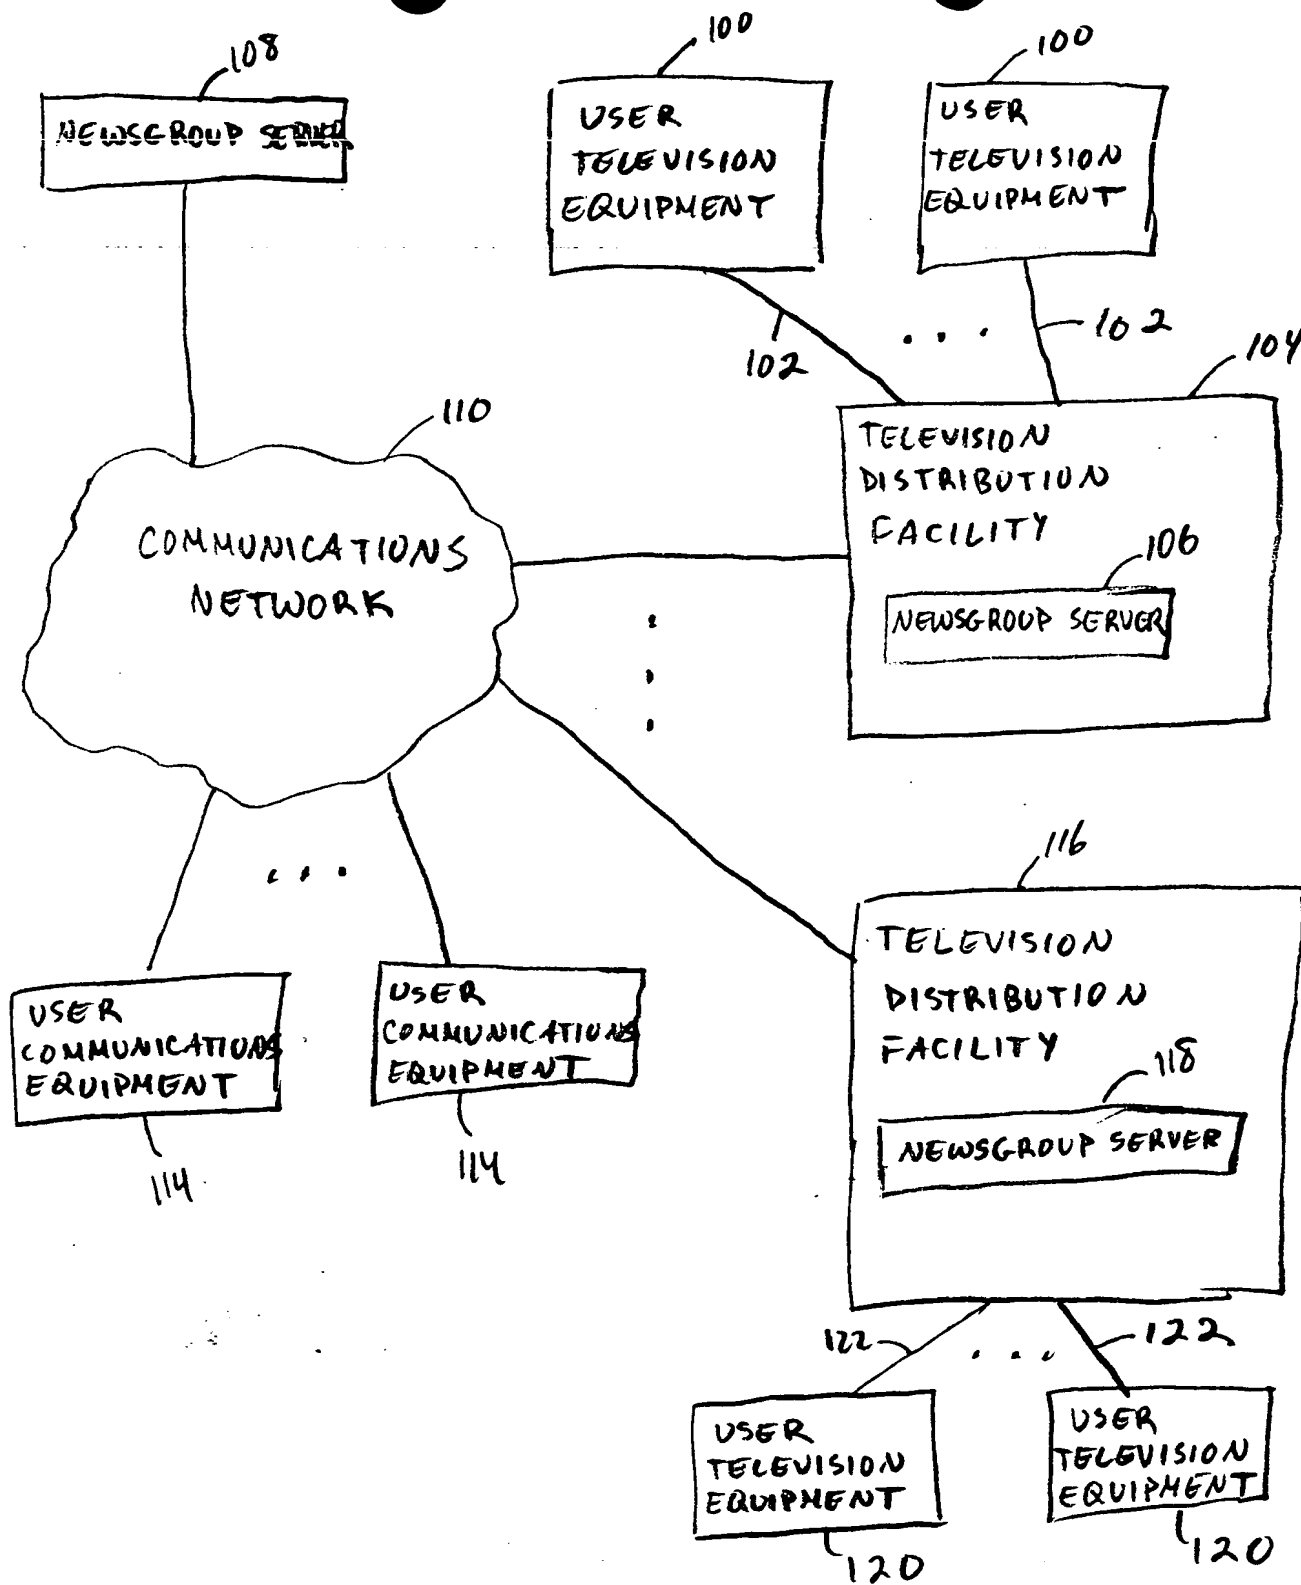 108
NEWSGROUP SERVER
100
USER
TELEVISION
EQUIPMENT
100
USER
TELEVISION
EQUIPMENT
102
...
102
104
TELEVISION
DISTRIBUTION
FACILITY
106
NEWSGROUP SERVER
110
COMMUNICATIONS
NETWORK
...
...
USER
COMMUNICATIONS
EQUIPMENT
114
USER
COMMUNICATIONS
EQUIPMENT
114
116
TELEVISION
DISTRIBUTION
FACILITY
118
NEWSGROUP SERVER
122
...
122
USER
TELEVISION
EQUIPMENT
120
USER
TELEVISION
EQUIPMENT
120